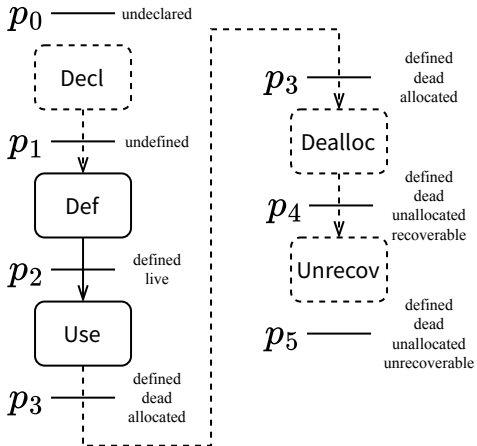 p0 undeclared
Decl
p1 undefined
Def
p2 defined
live
Use
p3 defined
dead
allocated
p3 defined
dead
allocated
Dealloc
p4 defined
dead
unallocated
recoverable
Unrecov
p5 defined
dead
unallocated
unrecoverable